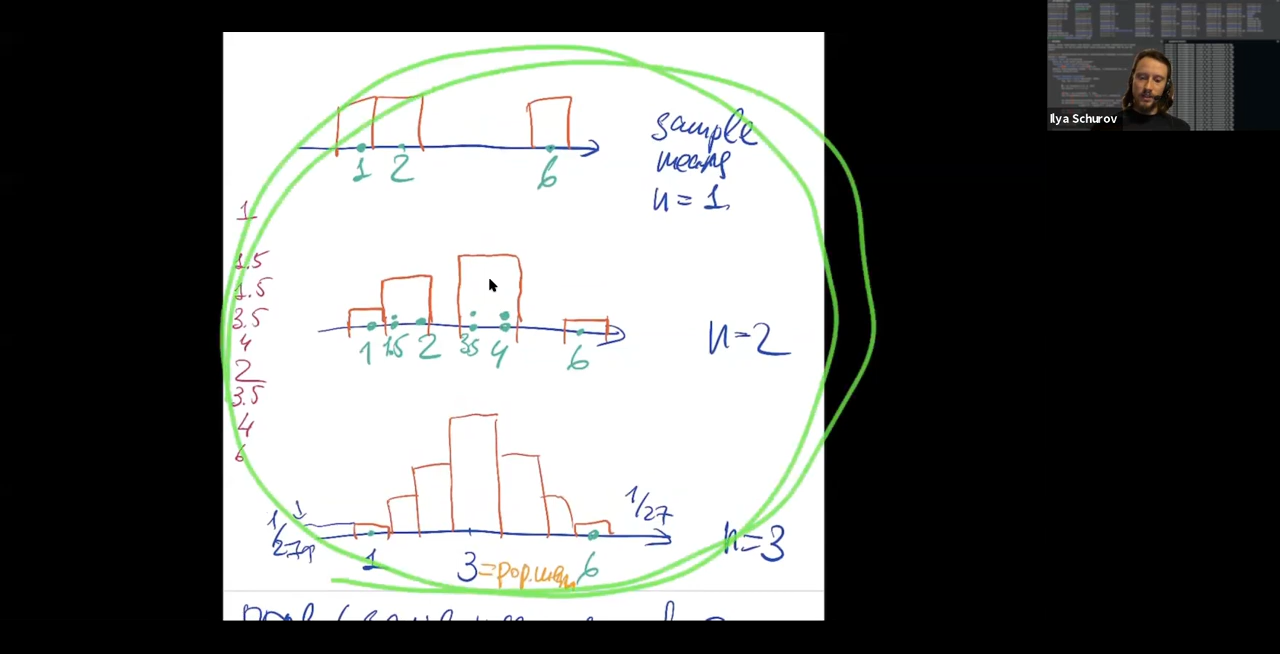 Ilya Schurov
1 2 6
sample
means
n = 1.
1
1.5
1.5
3.5
4
2
3.5
4
6
1 1.5 2 3.5 4 6
n=2
1/27
1/27
1 3 = pop. mean 6
n=3